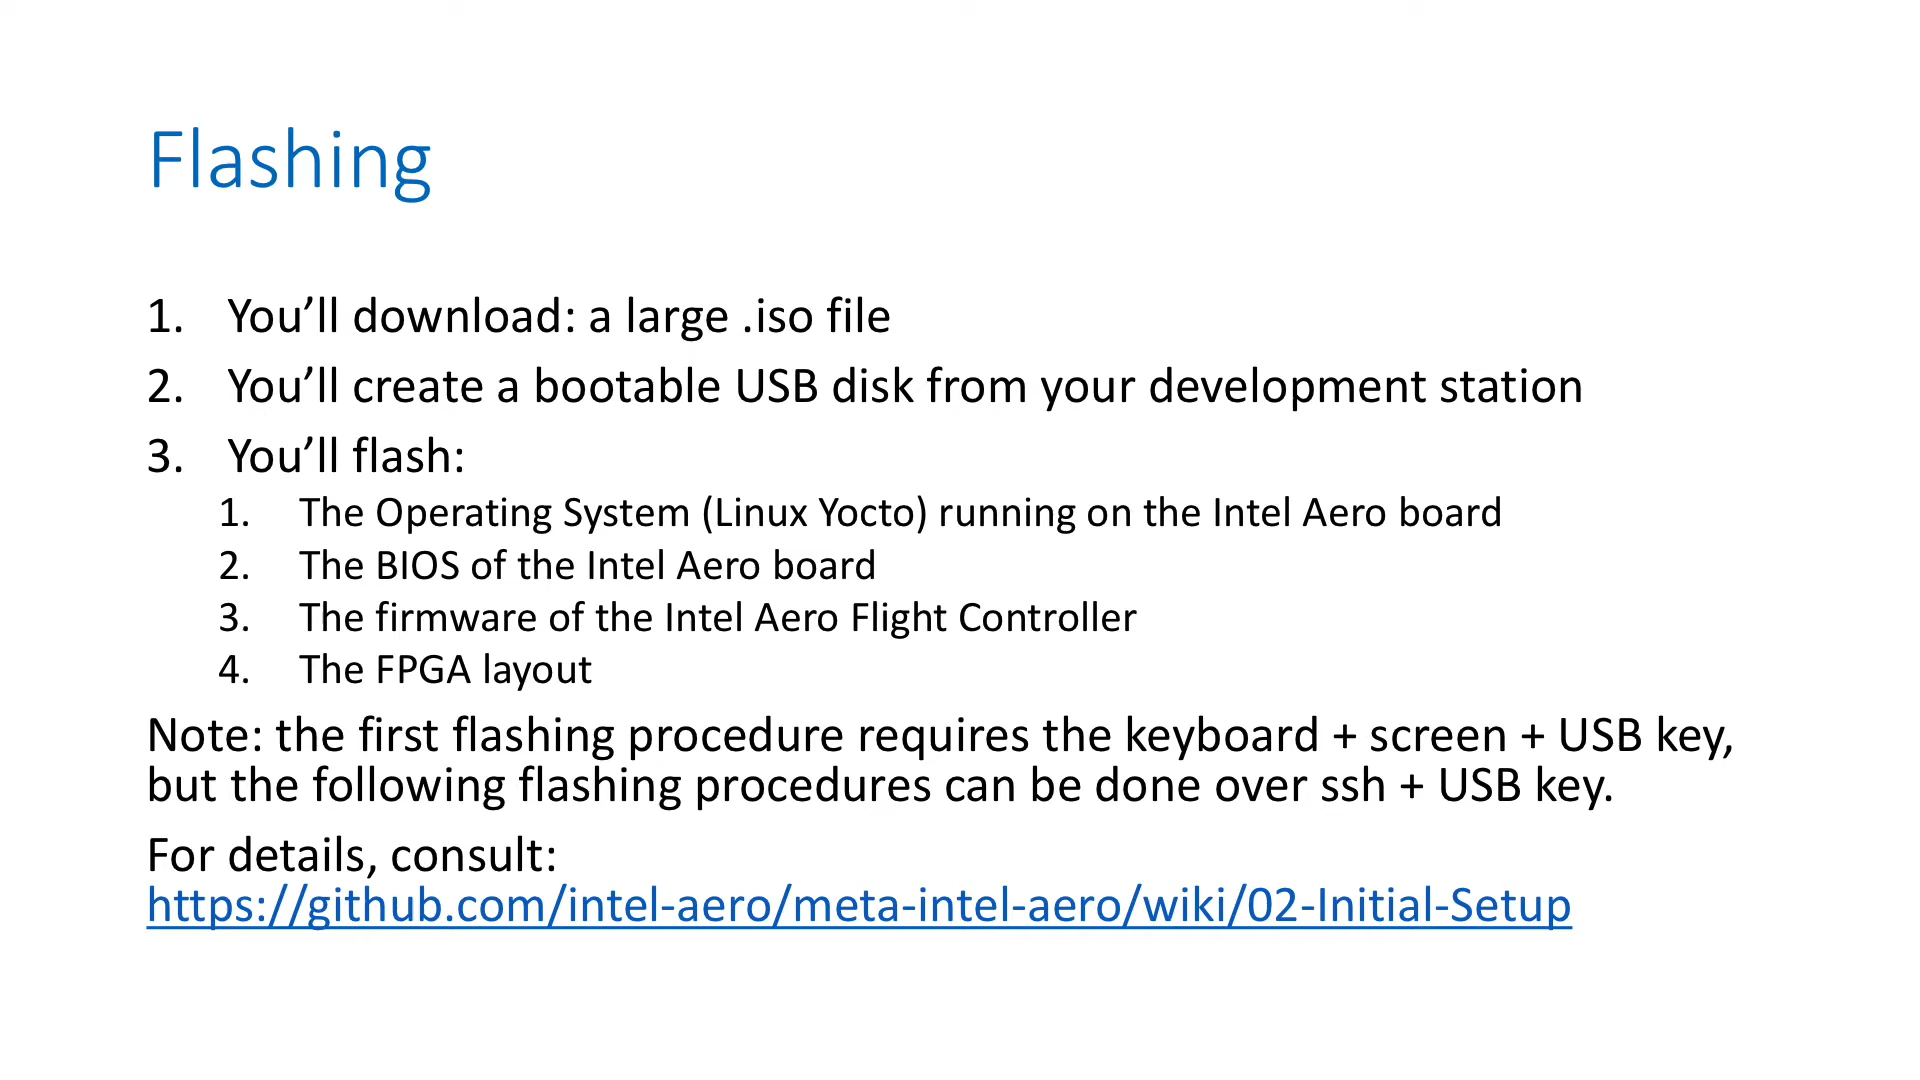 Flashing
1. You’ll download: a large .iso file
2. You’ll create a bootable USB disk from your development station
3. You’ll flash:
1. The Operating System (Linux Yocto) running on the Intel Aero board
2. The BIOS of the Intel Aero board
3. The firmware of the Intel Aero Flight Controller
4. The FPGA layout
Note: the first flashing procedure requires the keyboard + screen + USB key,
but the following flashing procedures can be done over ssh + USB key.
For details, consult:
https://github.com/intel-aero/meta-intel-aero/wiki/02-Initial-Setup